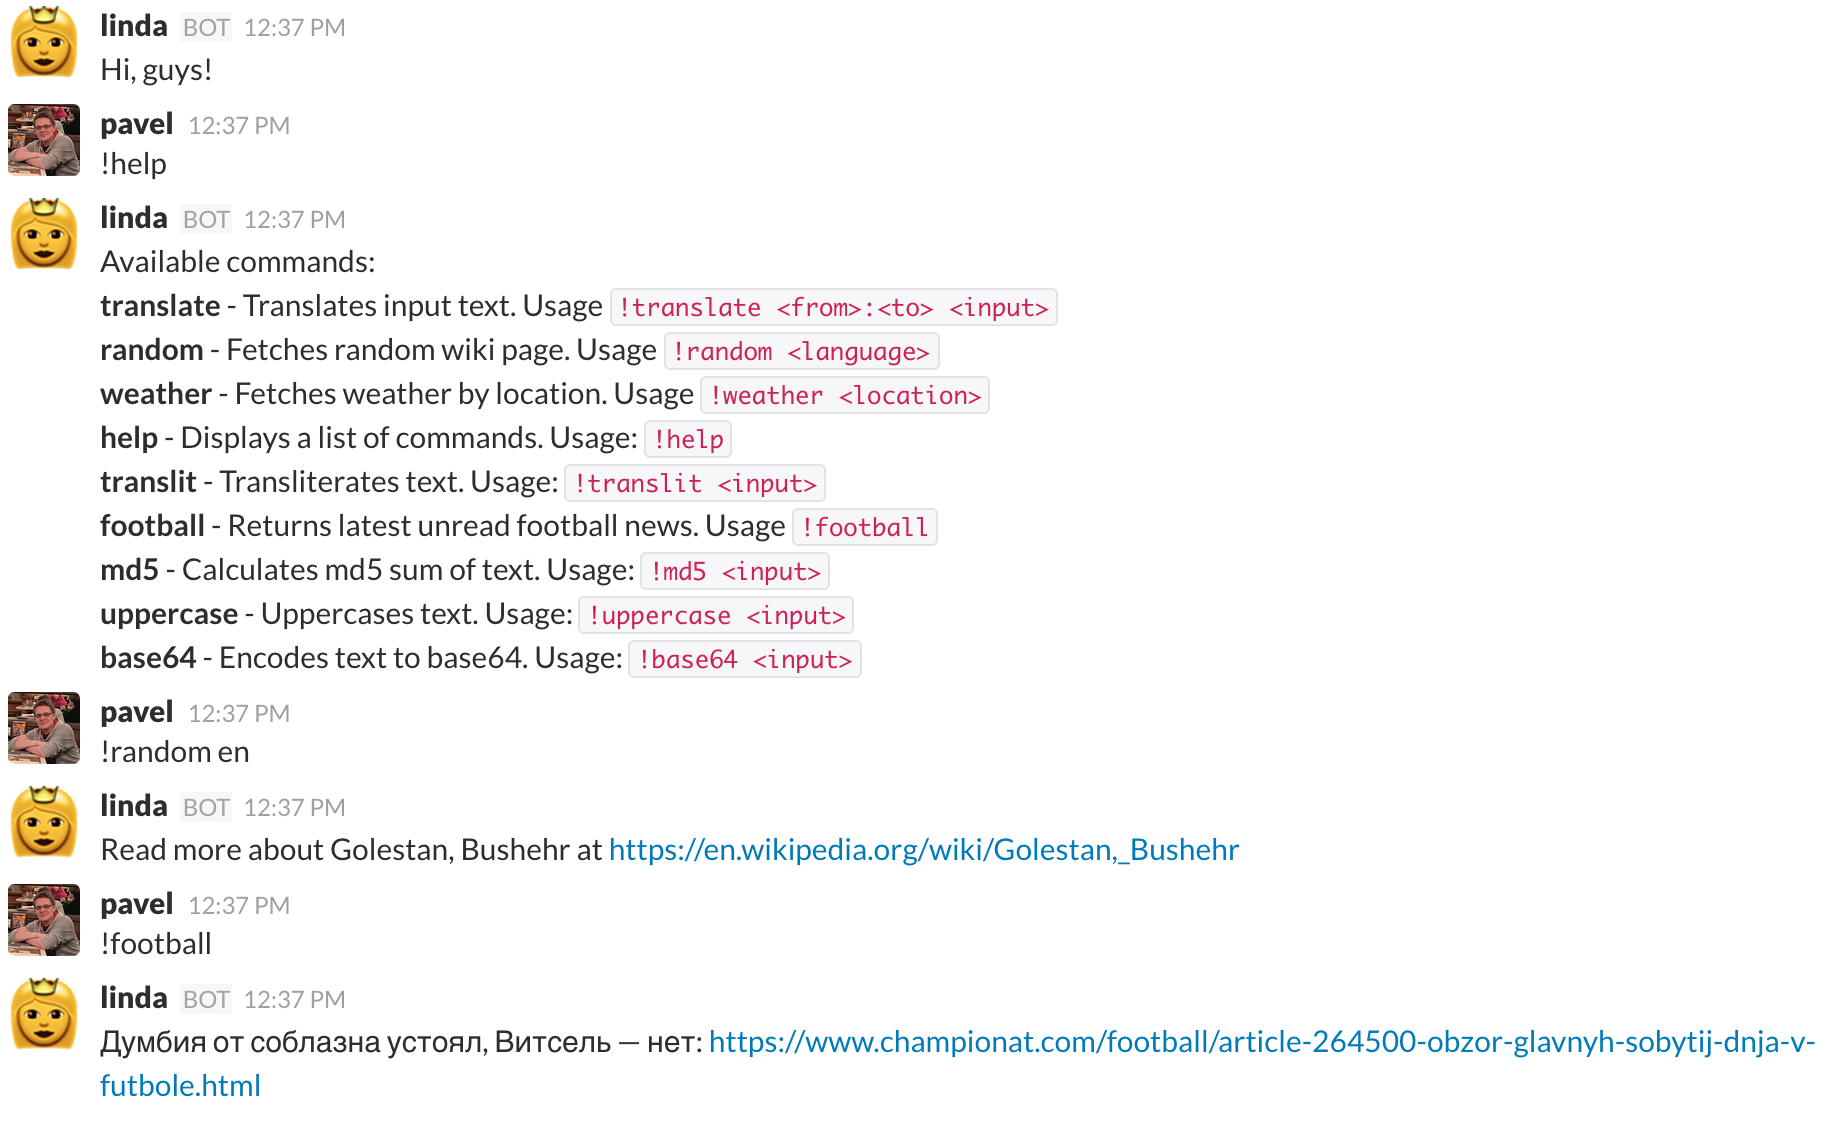 linda BOT 12:37 PM
Hi, guys!
pavel 12:37 PM
!help
linda BOT 12:37 PM
Available commands:
translate - Translates input text. Usage !translate <from>:<to> <input>
random - Fetches random wiki page. Usage !random <language>
weather - Fetches weather by location. Usage !weather <location>
help - Displays a list of commands. Usage: !help
translit - Transliterates text. Usage: !translit <input>
football - Returns latest unread football news. Usage !football
md5 - Calculates md5 sum of text. Usage: !md5 <input>
uppercase - Uppercases text. Usage: !uppercase <input>
base64 - Encodes text to base64. Usage: !base64 <input>
pavel 12:37 PM
!random en
linda BOT 12:37 PM
Read more about Golestan, Bushehr at https://en.wikipedia.org/wiki/Golestan,_Bushehr
pavel 12:37 PM
!football
linda BOT 12:37 PM
Думбия от соблазна устоял, Витсель — нет: https://www.championat.com/football/article-264500-obzor-glavnyh-sobytij-dnja-v-
futbole.html